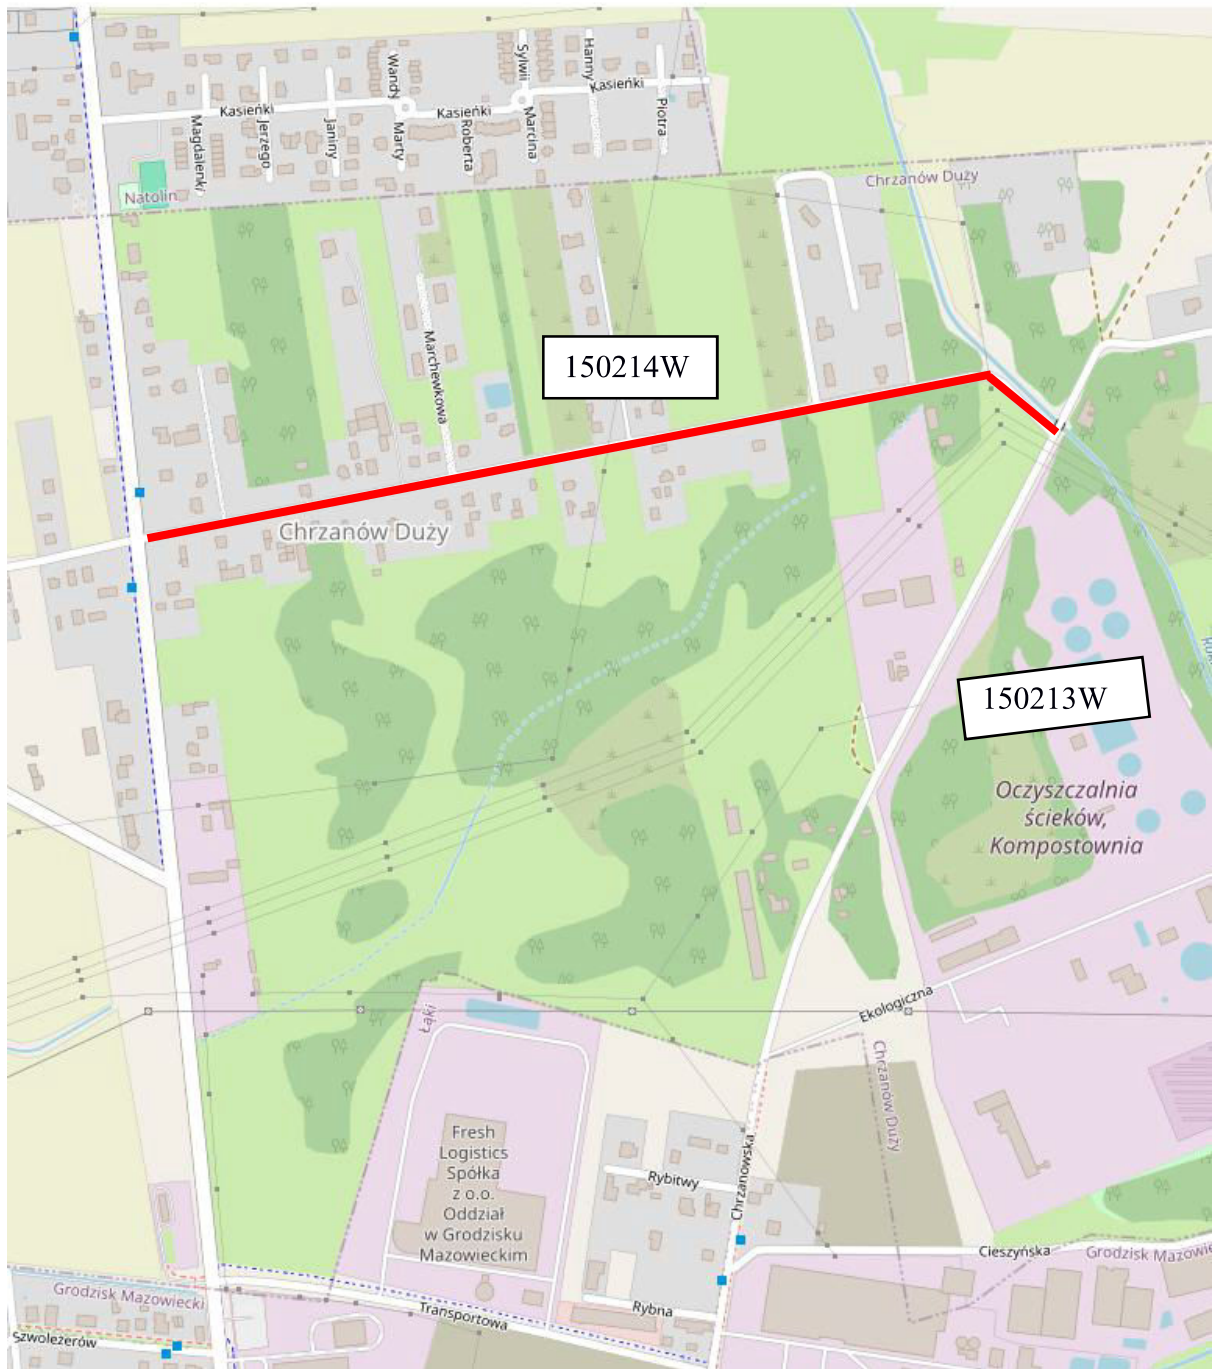 Wandy
Sylwii
Hanny
Kasieńki
Kasieńki
Kasieńki
Magdalenki
Jerzego
Janiny
Marty
Roberta
Marcina
Piotra
Natolin
Chrzanów Duży
Marchewkowa
150214W
Chrzanów Duży
150213W
Oczyszczalnia
ścieków,
Kompostownia
Ekologiczna
Łąki
Chrzanów Duży
Fresh
Logistics
Spółka
z o.o.
Oddział
w Grodzisku
Mazowieckim
Rybitwy
Chrzanowska
Cieszyńska
Grodzisk Mazowie
Grodzisk Mazowiecki
Transportowa
Rybna
Szwoleżerów